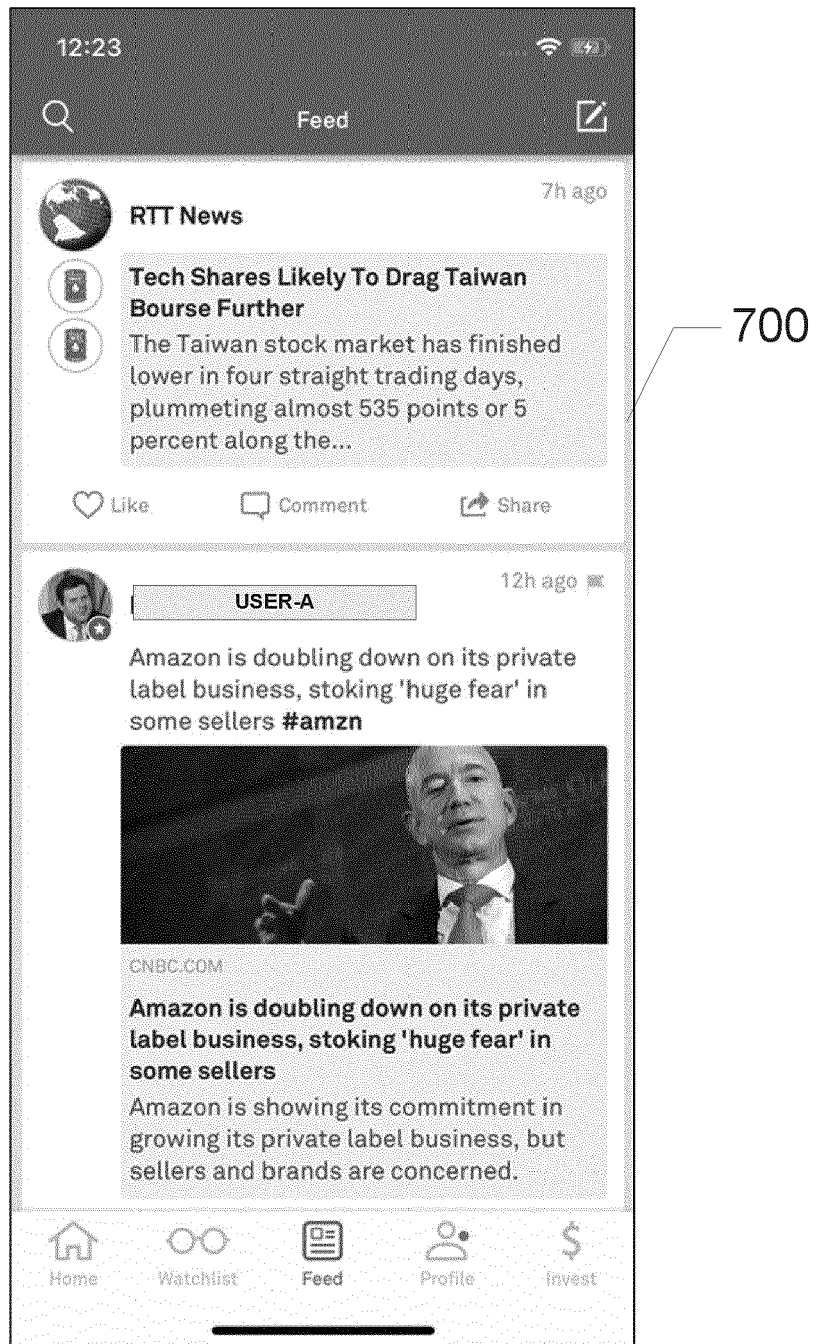 12:23
Feed
7h ago
RTT News
Tech Shares Likely To Drag Taiwan
Bourse Further
The Taiwan stock market has finished
lower in four straight trading days,
plummeting almost 535 points or 5
percent along the...
Like Comment Share
700
12h ago
USER-A
Amazon is doubling down on its private
label business, stoking 'huge fear' in
some sellers #amzn
CNBC.COM
Amazon is doubling down on its private
label business, stoking 'huge fear' in
some sellers
Amazon is showing its commitment in
growing its private label business, but
sellers and brands are concerned.
Home Watchlist Feed Profile Invest